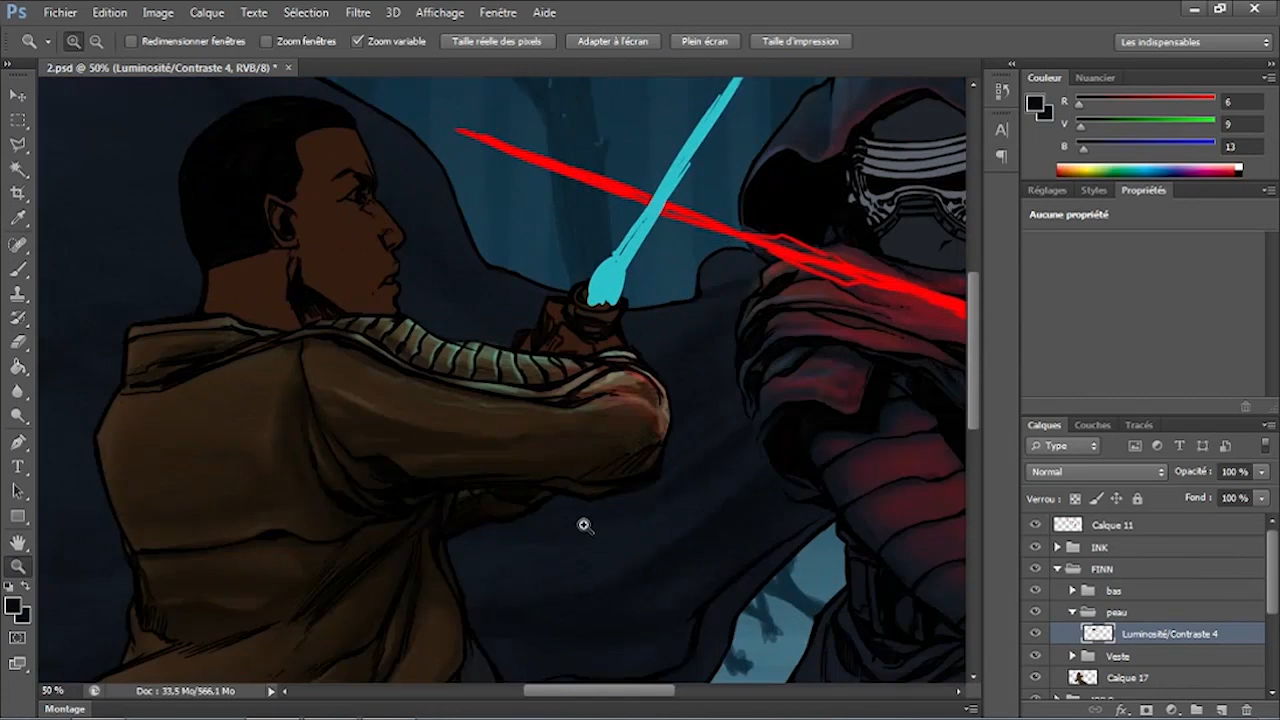 Ps Fichier Edition Image Calque Texte Sélection Filtre 3D Affichage Fenêtre Aide
Redimensionner fenêtres Zoom fenêtres Zoom variable Taille réelle des pixels Adapter à l'écran Plein écran Taille d'impression Les indispensables
2.psd @ 50% (Luminosité/Contraste 4, RVB/8) * ×
Couleur Nuancier
R 6
V 9
B 13
Réglages Styles Propriétés
Aucune propriété
Calques Couches Tracés
Type
Normal Opacité : 100 %
Verrou : Fond : 100 %
Calque 11
INK
FINN
bas
peau
Luminosité/Contraste 4
Veste
Calque 17
50 % Doc : 33,5 Mo/566,1 Mo
Montage